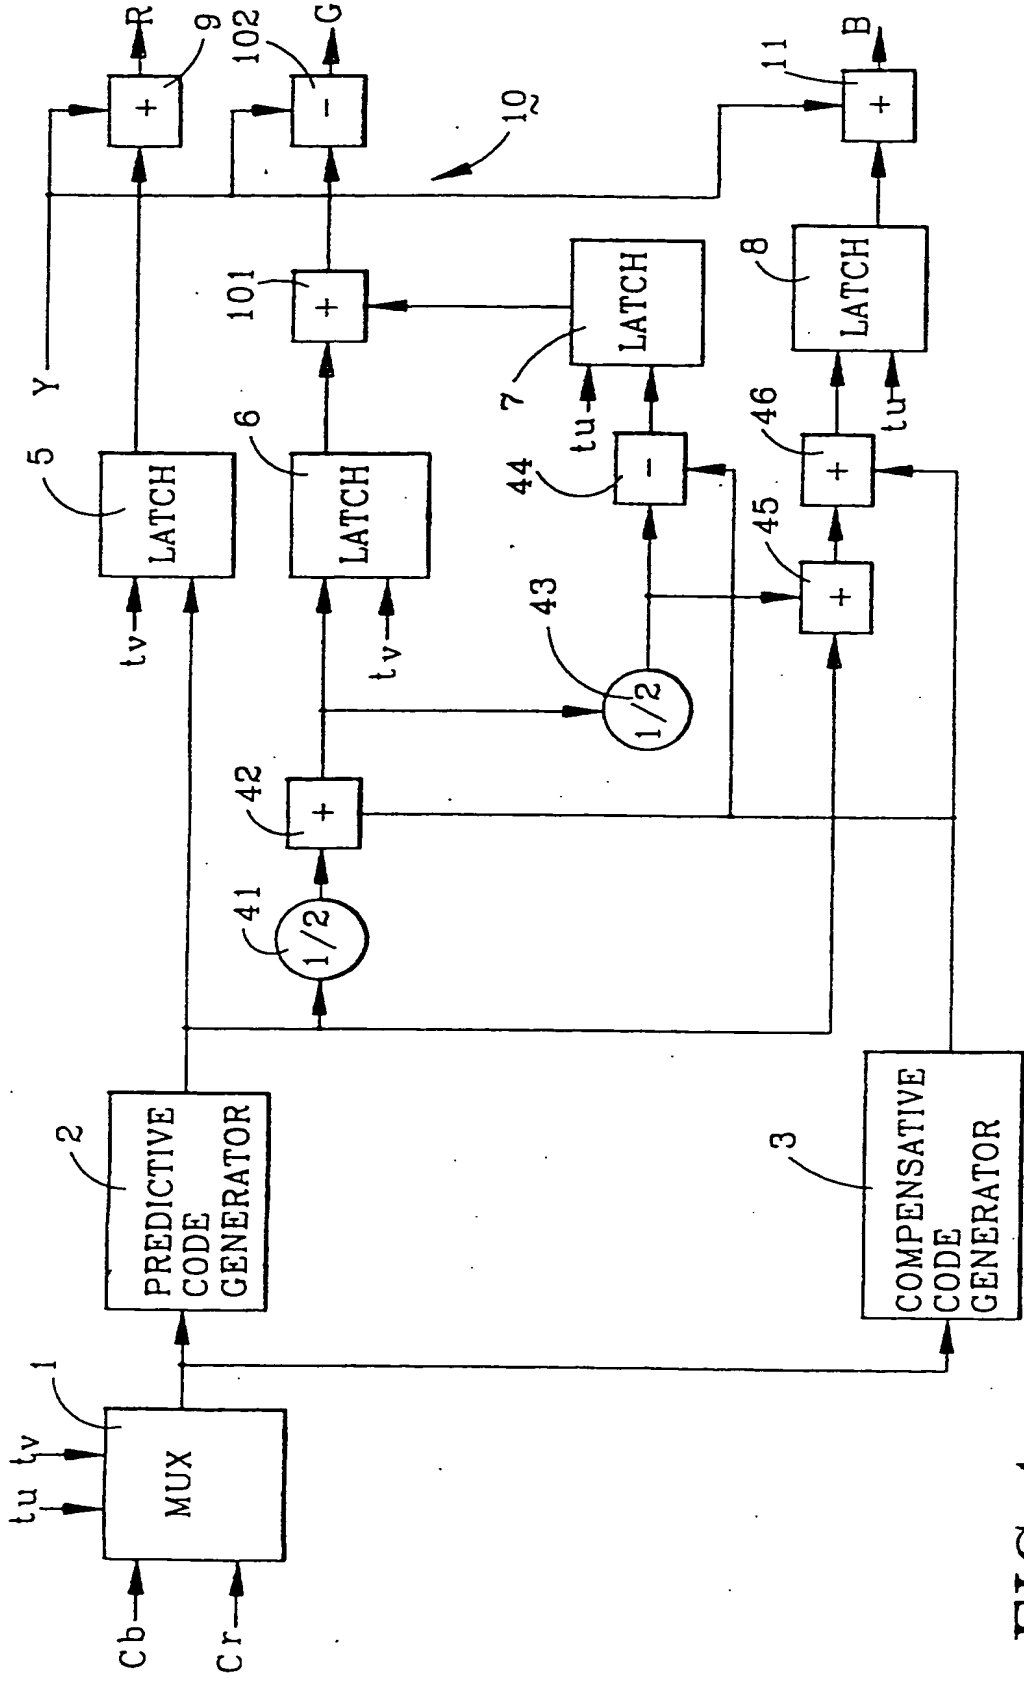 Cb
Cr
tu
tv
1
MUX
2
PREDICTIVE
CODE
GENERATOR
3
COMPENSATIVE
CODE
GENERATOR
41
1/2
42
+
43
1/2
44
-
45
+
46
+
tv
5
LATCH
6
LATCH
tv
7
LATCH
tu
8
LATCH
tu
Y
101
+
10
9
+
R
102
-
G
11
+
B